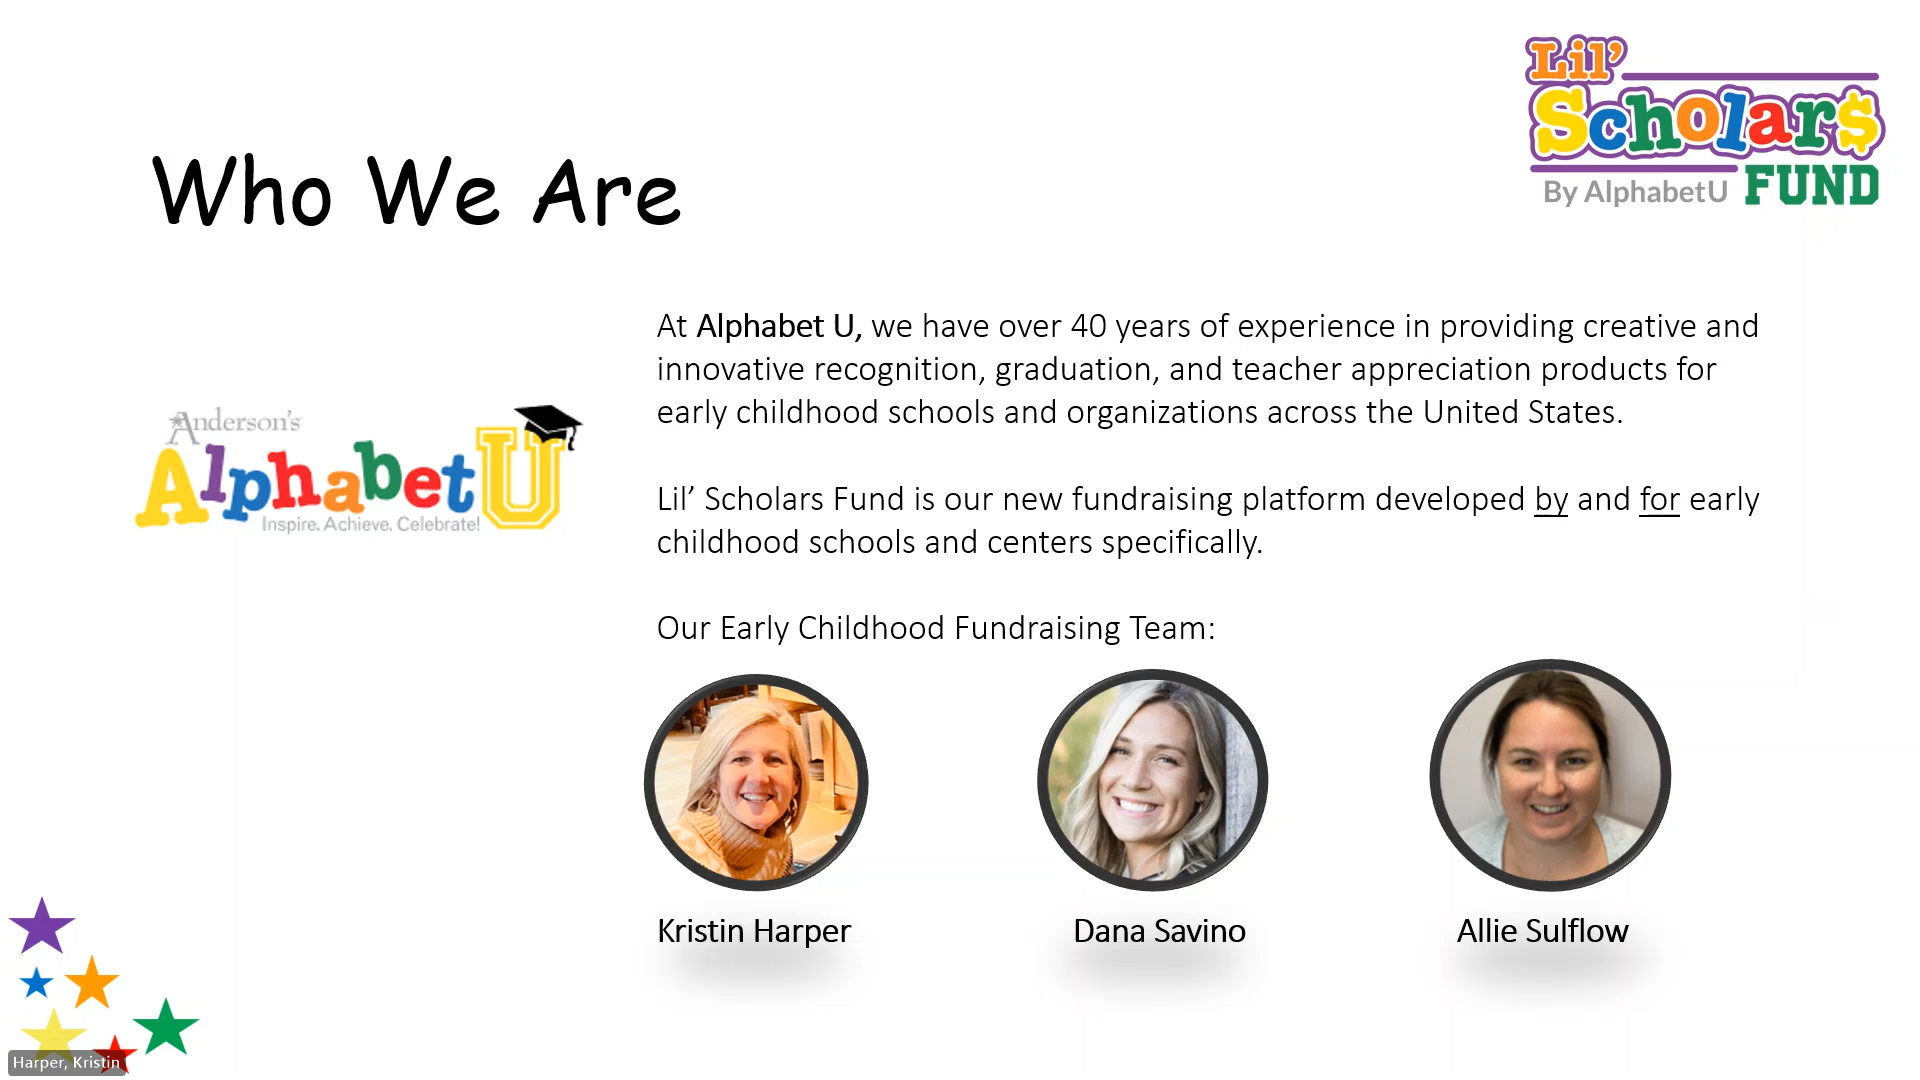 Lil'
Scholar$
By AlphabetU FUND
Who We Are
At Alphabet U, we have over 40 years of experience in providing creative and
innovative recognition, graduation, and teacher appreciation products for
early childhood schools and organizations across the United States.
Anderson's
AlphabetU
Inspire. Achieve. Celebrate!
Lil’ Scholars Fund is our new fundraising platform developed by and for early
childhood schools and centers specifically.
Our Early Childhood Fundraising Team:
Kristin Harper
Dana Savino
Allie Sulflow
Harper, Kristin